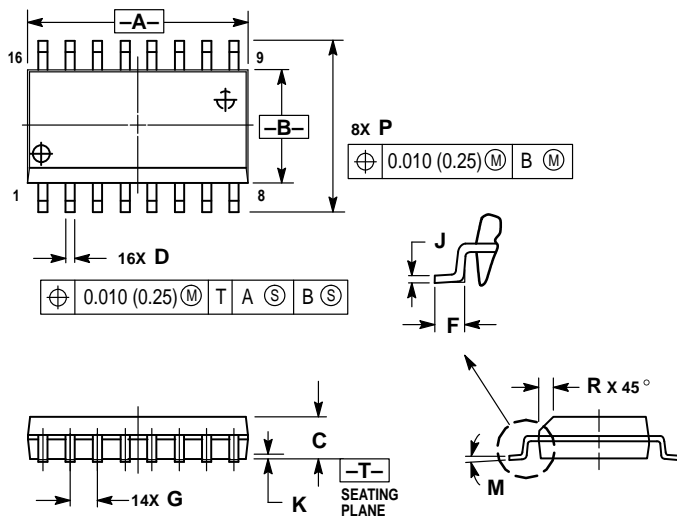 –A–
16
9
–B–
8X P
⌖ 0.010 (0.25) Ⓜ B Ⓜ
1
8
16X D
⌖ 0.010 (0.25) Ⓜ T A Ⓢ B Ⓢ
J
F
R X 45°
C
–T–
SEATING
PLANE
K
14X G
M